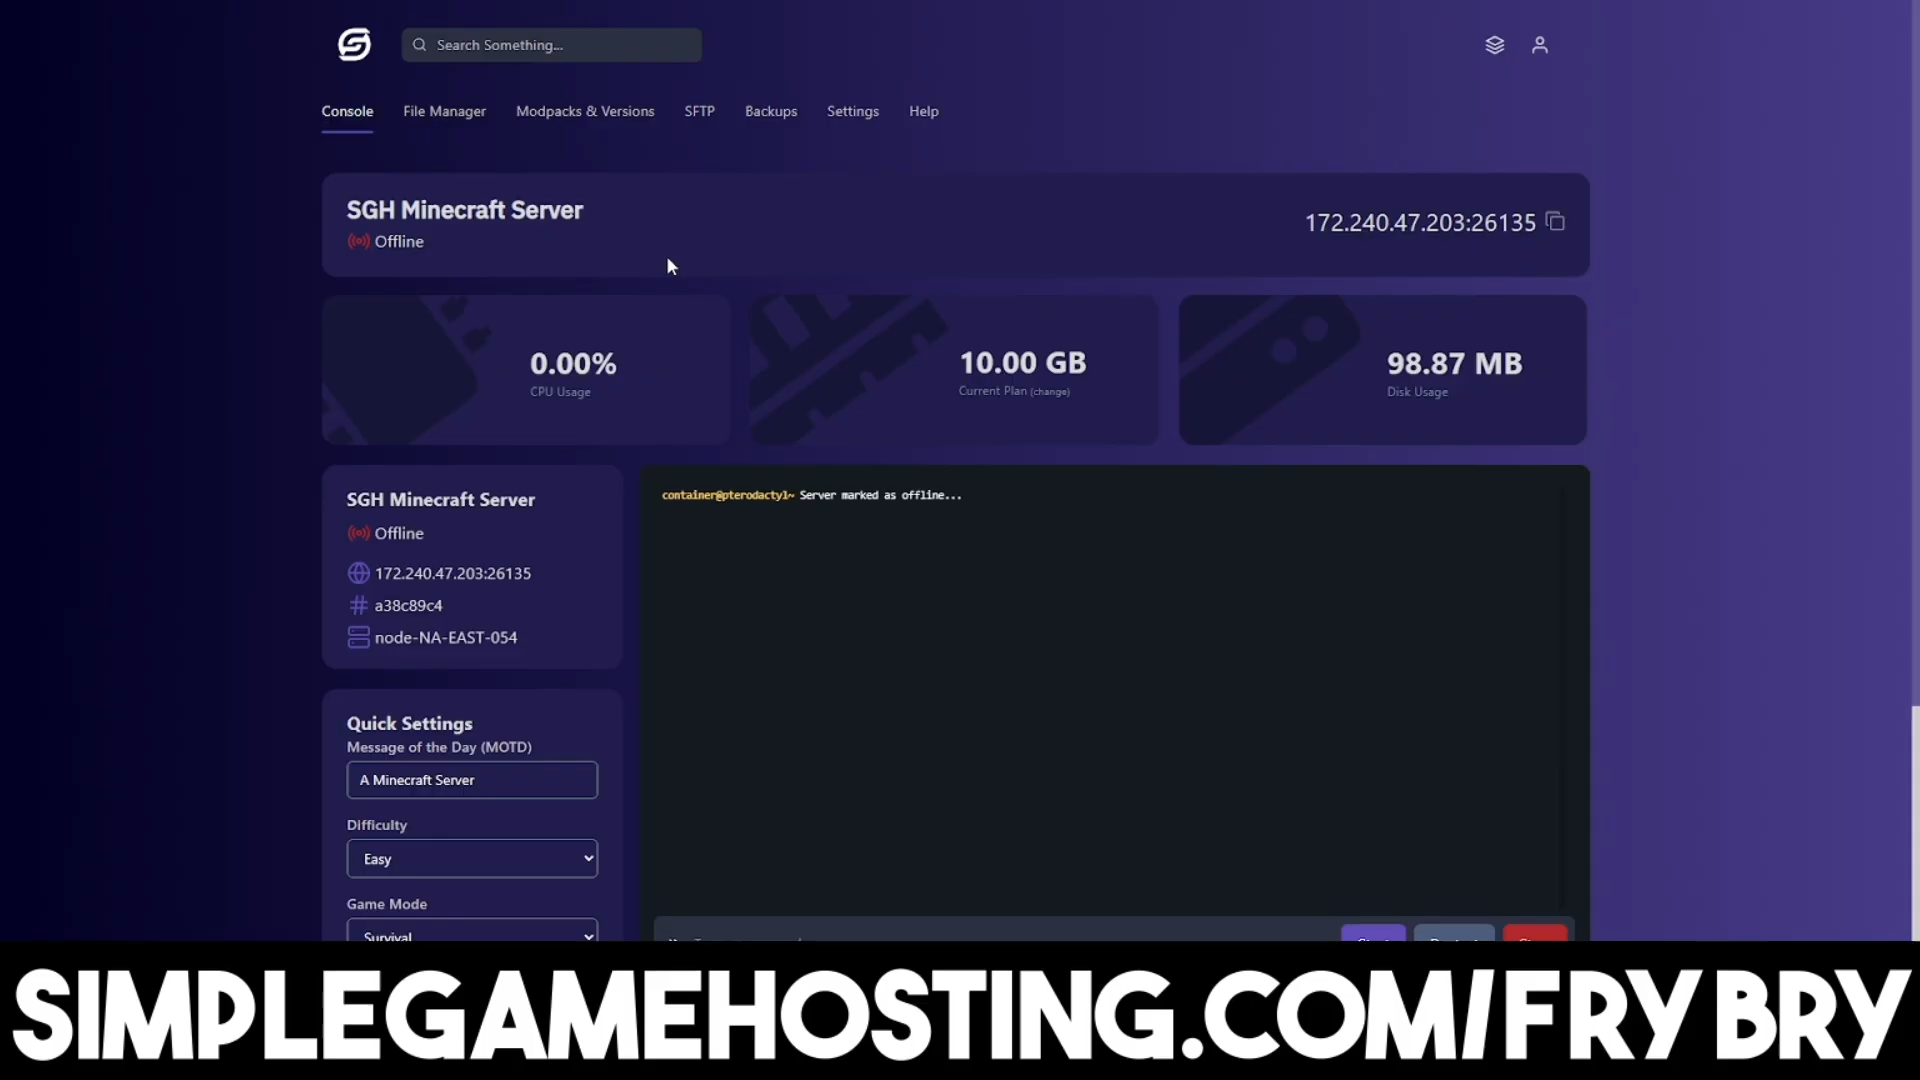 Search Something...
Console File Manager Modpacks & Versions SFTP Backups Settings Help
SGH Minecraft Server
Offline
172.240.47.203:26135
0.00%
CPU Usage
10.00 GB
Current Plan (change)
98.87 MB
Disk Usage
SGH Minecraft Server
Offline
172.240.47.203:26135
a38c89c4
node-NA-EAST-054
container@pterodactyl~ Server marked as offline...
Quick Settings
Message of the Day (MOTD)
A Minecraft Server
Difficulty
Easy
Game Mode
Survival
SIMPLEGAMEHOSTING.COM/FRYBRY